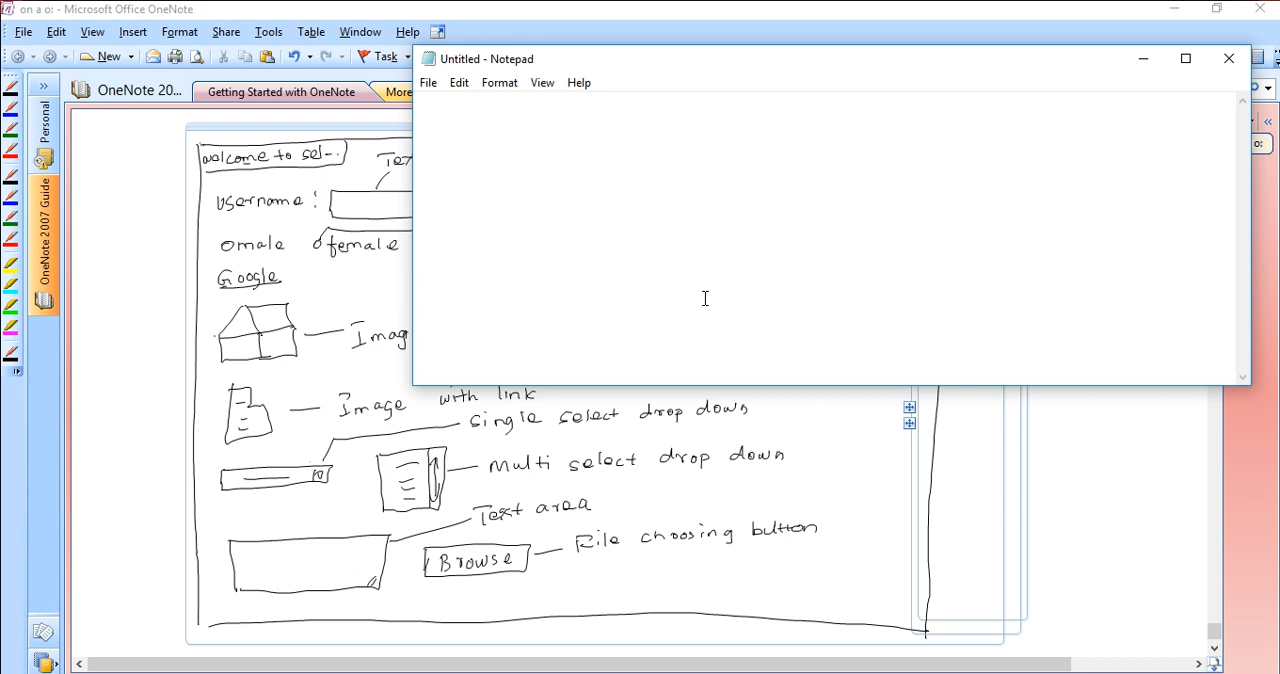 on a o: - Microsoft Office OneNote
File Edit View Insert Format Share Tools Table Window Help
New Task
Untitled - Notepad
File Edit Format View Help
OneNote 20... Getting Started with OneNote More
Personal
OneNote 2007 Guide
o:
welcome to sel-..
Tex
username :
o male o female
Google
Imag
Image with link
single select drop down
Multi select drop down
Text area
Browse
File choosing button